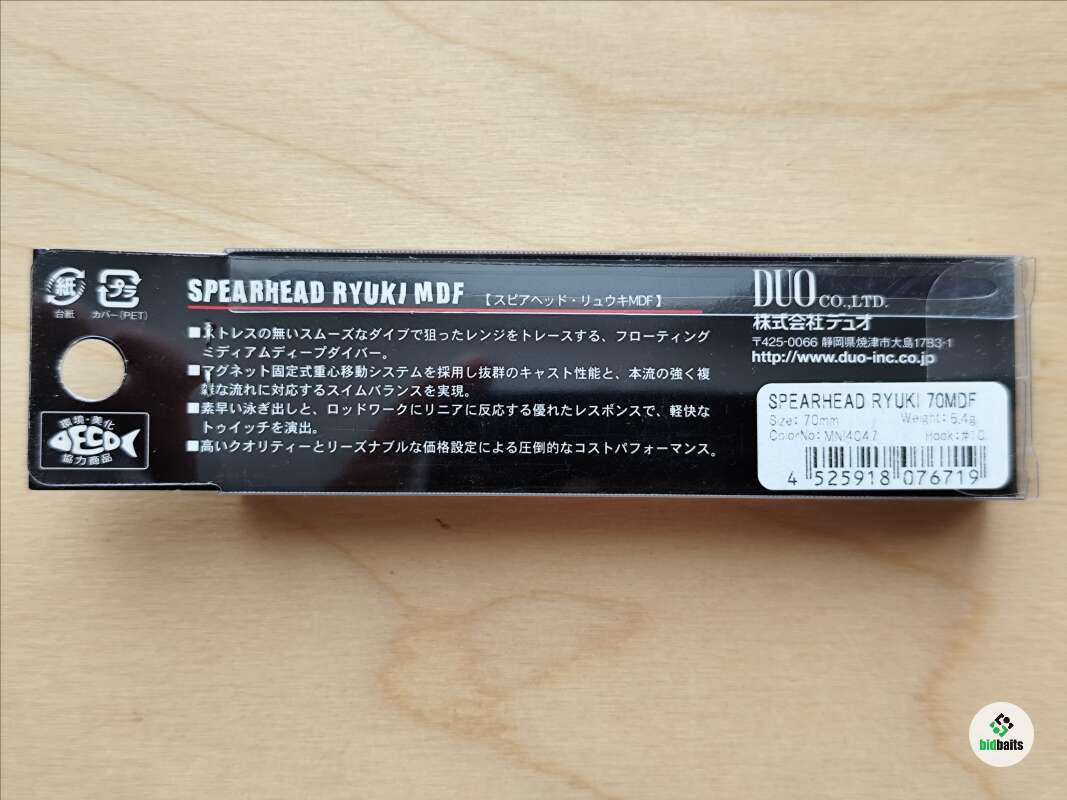 紙
プラ
台紙
カバー(PET)
環境・美化
ECO
協力商品
SPEARHEAD RYUKI MDF 【スピアヘッド・リュウキMDF】
■ストレスの無いスムーズなダイブで狙ったレンジをトレースする、フローティング
ミディアムディープダイバー。
■マグネット固定式重心移動システムを採用し抜群のキャスト性能と、本流の強く複
雑な流れに対応するスイムバランスを実現。
■素早い泳ぎ出しと、ロッドワークにリニアに反応する優れたレスポンスで、軽快な
トゥイッチを演出。
■高いクオリティーとリーズナブルな価格設定による圧倒的なコストパフォーマンス。
DUO CO.,LTD.
株式会社デュオ
〒425-0066 静岡県焼津市大島1783-1
http://www.duo-inc.co.jp
SPEARHEAD RYUKI 70MDF
Size: 70mm Weight: 5.4g
ColorNo: MNI4047 Hook:#10
4 525918 076719
bidbaits